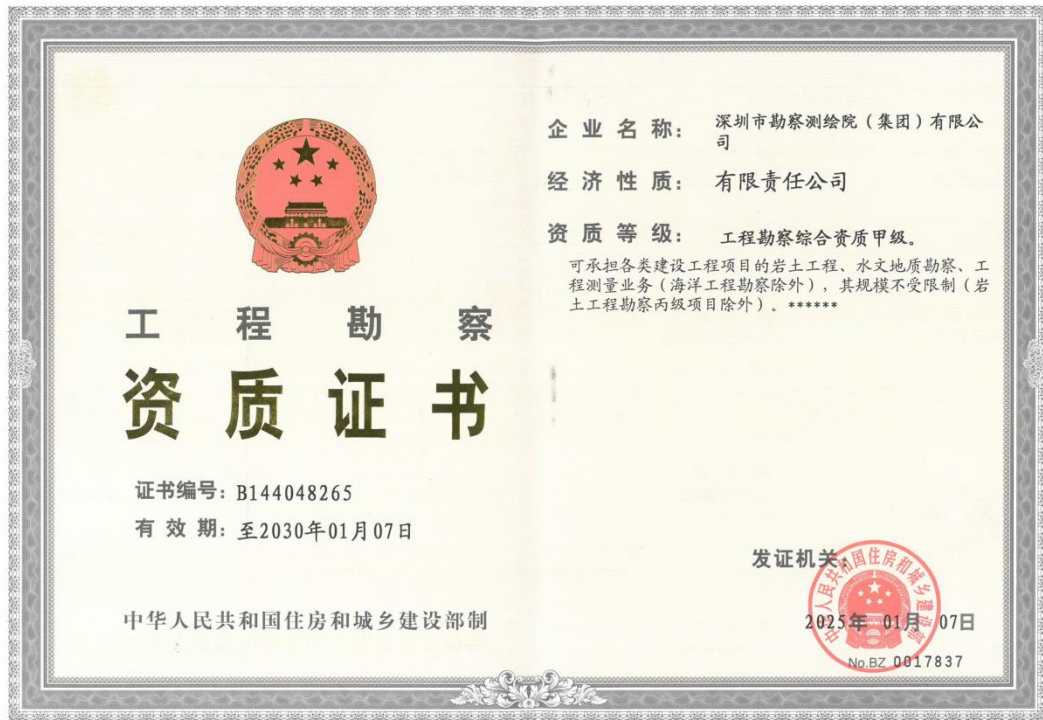 工程勘察
资质证书
证书编号：B144048265
有效期：至2030年01月07日
中华人民共和国住房和城乡建设部制
企业名称：深圳市勘察测绘院（集团）有限公
司
经济性质：有限责任公司
资质等级：工程勘察综合资质甲级。
可承担各类建设工程项目的岩土工程、水文地质勘察、工
程测量业务（海洋工程勘察除外），其规模不受限制（岩
土工程勘察丙级项目除外）。******
发证机关：
中华人民共和国住房和城乡建设部
2025年 01月 07日
No.BZ 0017837